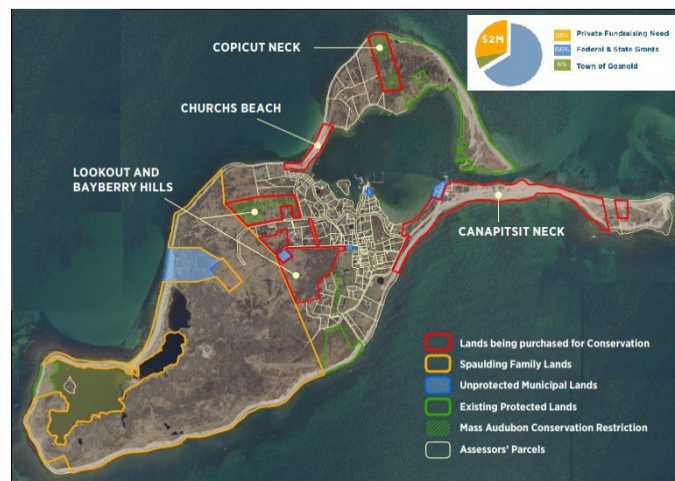 COPICUT NECK
$2M
Private Fundraising Need
Federal & State Grants
Town of Gosnold
CHURCHS BEACH
LOOKOUT AND
BAYBERRY HILLS
CANAPITSIT NECK
Lands being purchased for Conservation
Spaulding Family Lands
Unprotected Municipal Lands
Existing Protected Lands
Mass Audubon Conservation Restriction
Assessors' Parcels